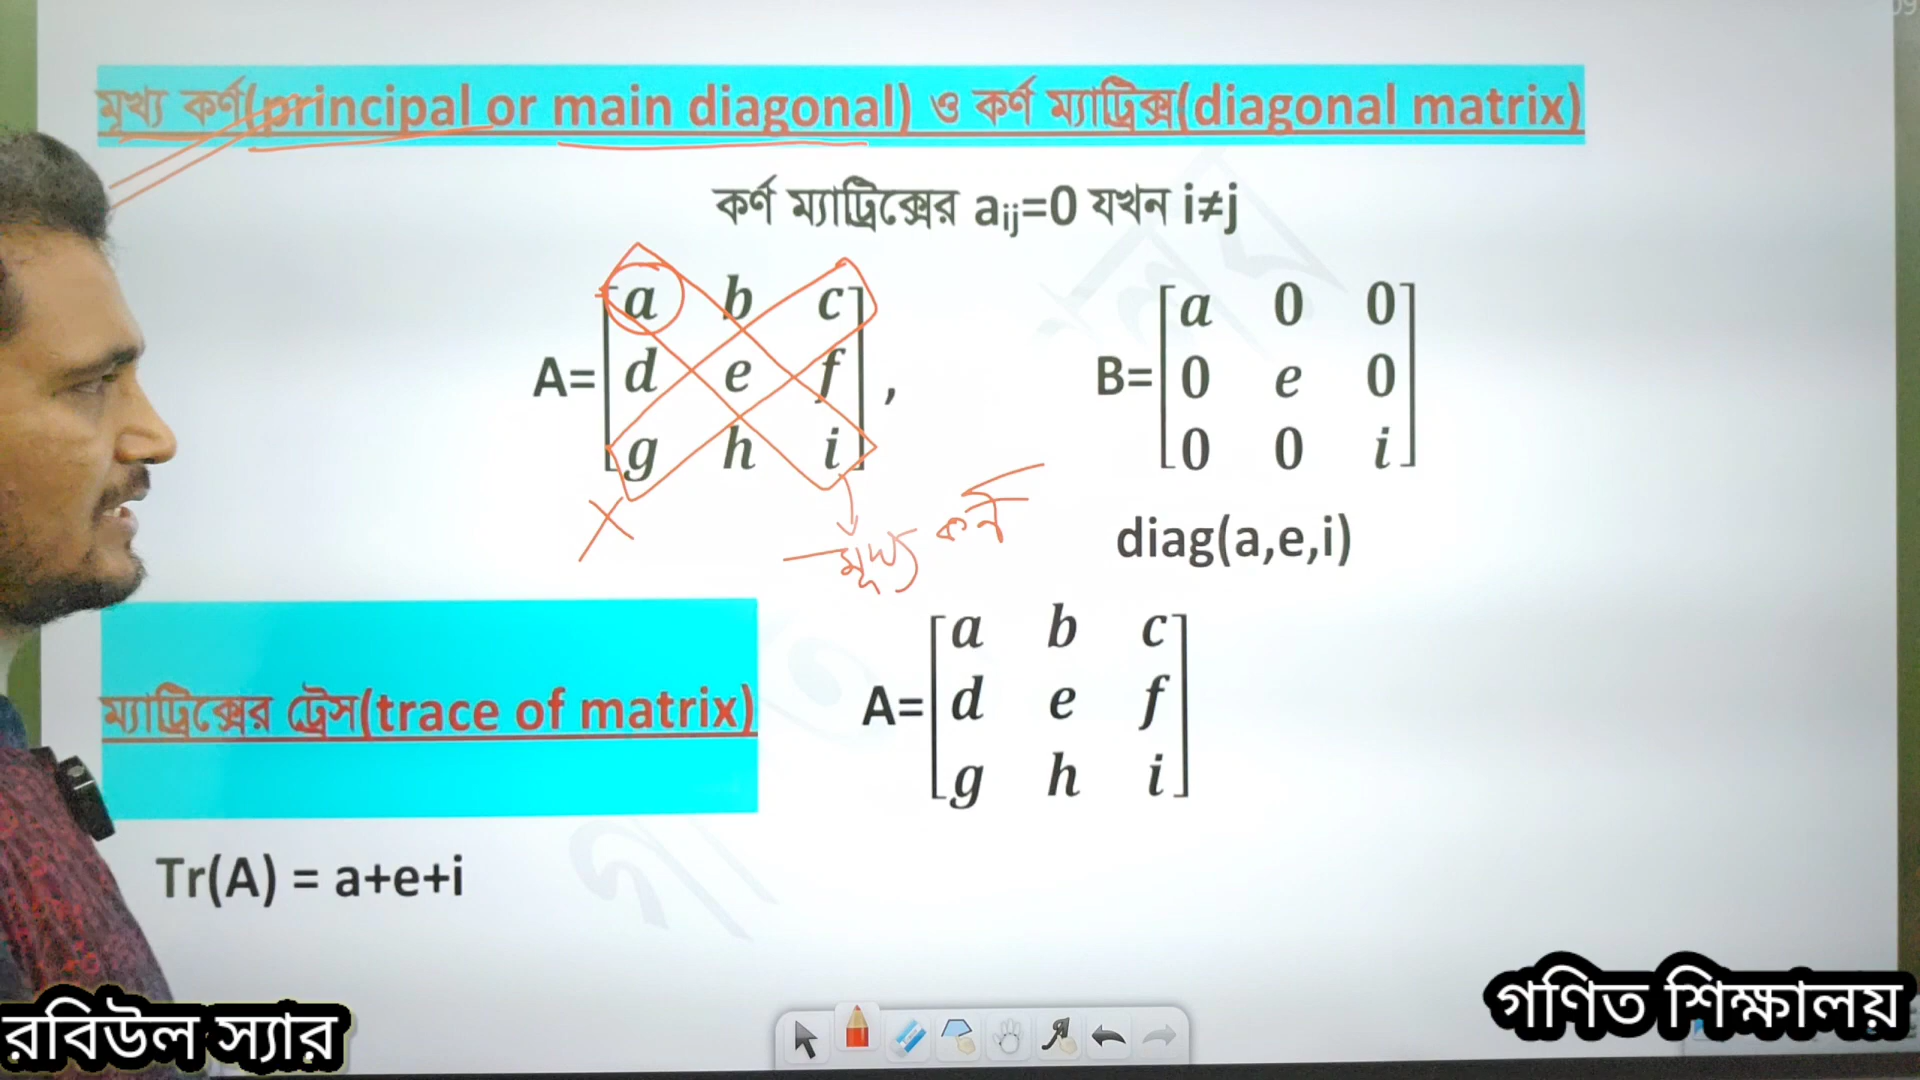 মুখ্য কর্ণ(principal or main diagonal) ও কর্ণ ম্যাট্রিক্স(diagonal matrix)
কর্ণ ম্যাট্রিক্সের aij=0 যখন i≠j
A=[a b c
d e f
g h i],
B=[a 0 0
0 e 0
0 0 i]
মুখ্য কর্ণ
diag(a,e,i)
ম্যাট্রিক্সের ট্রেস(trace of matrix)
A=[a b c
d e f
g h i]
Tr(A) = a+e+i
রবিউল স্যার
গণিত শিক্ষালয়